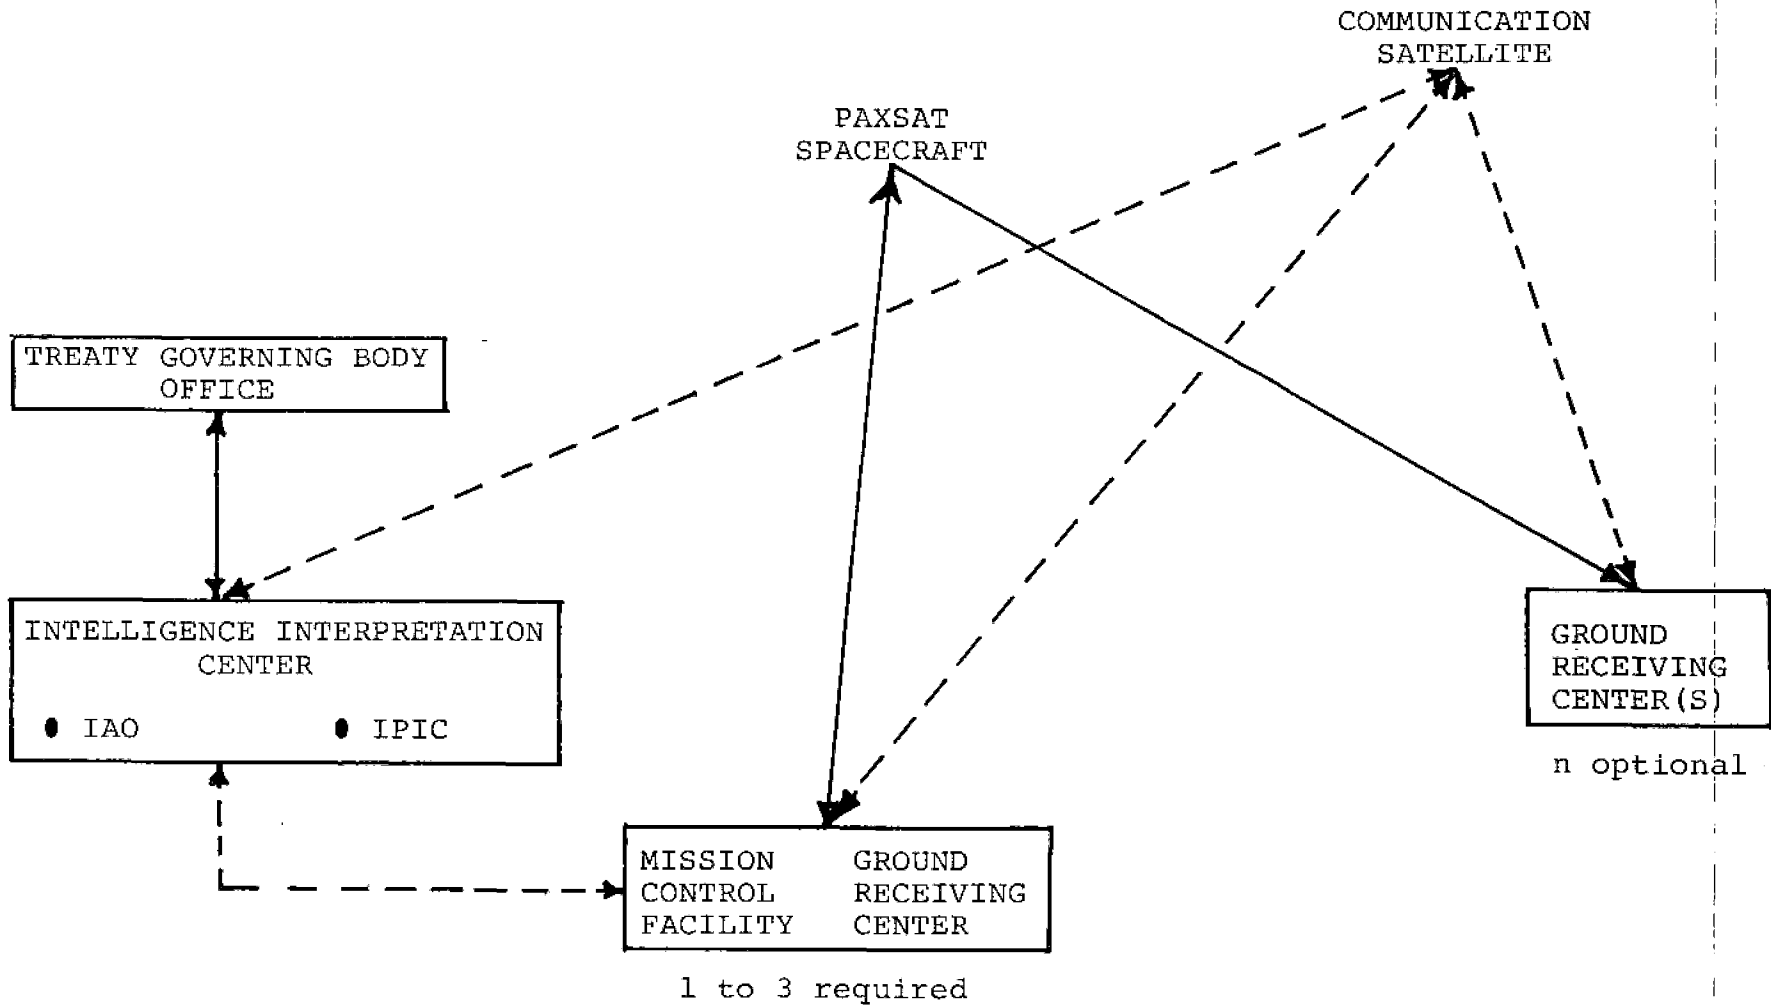 COMMUNICATION
SATELLITE
PAXSAT
SPACECRAFT
TREATY GOVERNING BODY
OFFICE
INTELLIGENCE INTERPRETATION
CENTER
IAO
IPIC
GROUND
RECEIVING
CENTER(S)
n optional
MISSION
CONTROL
FACILITY
GROUND
RECEIVING
CENTER
1 to 3 required